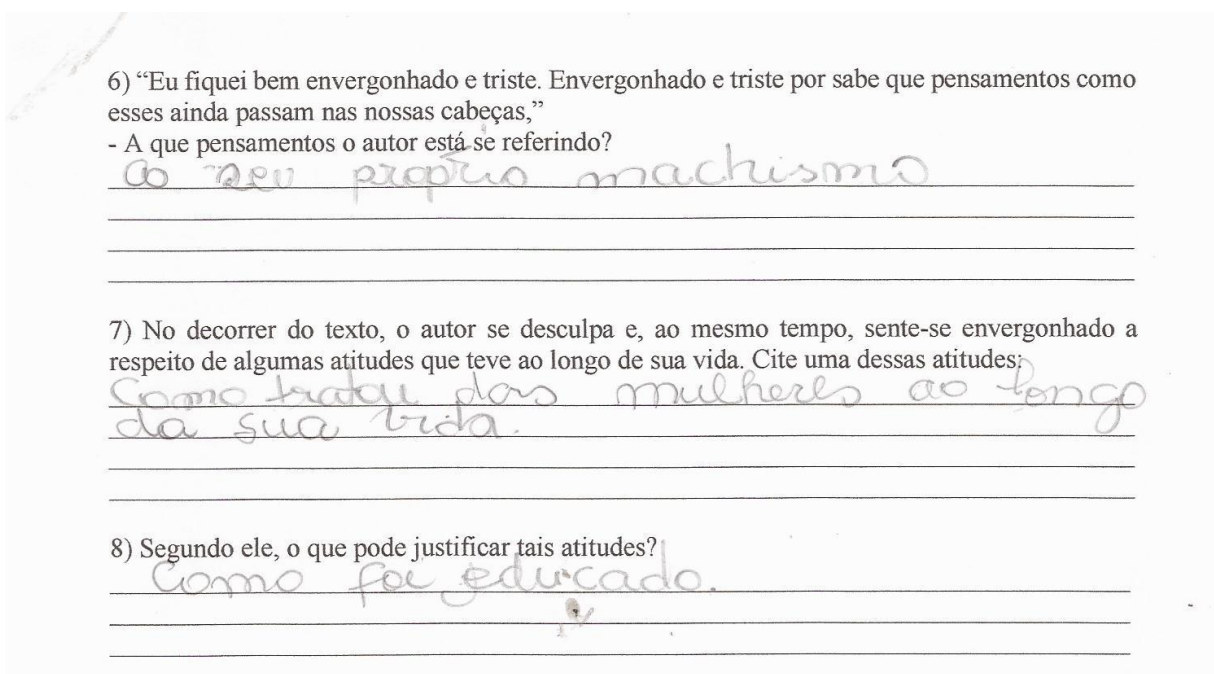 6) “Eu fiquei bem envergonhado e triste. Envergonhado e triste por sabe que pensamentos como
esses ainda passam nas nossas cabeças,”
- A que pensamentos o autor está se referindo?
ao seu proprio machismo
7) No decorrer do texto, o autor se desculpa e, ao mesmo tempo, sente-se envergonhado a
respeito de algumas atitudes que teve ao longo de sua vida. Cite uma dessas atitudes:
Como tratou das mulheres ao longo
da sua vida.
8) Segundo ele, o que pode justificar tais atitudes?
Como foi educado.